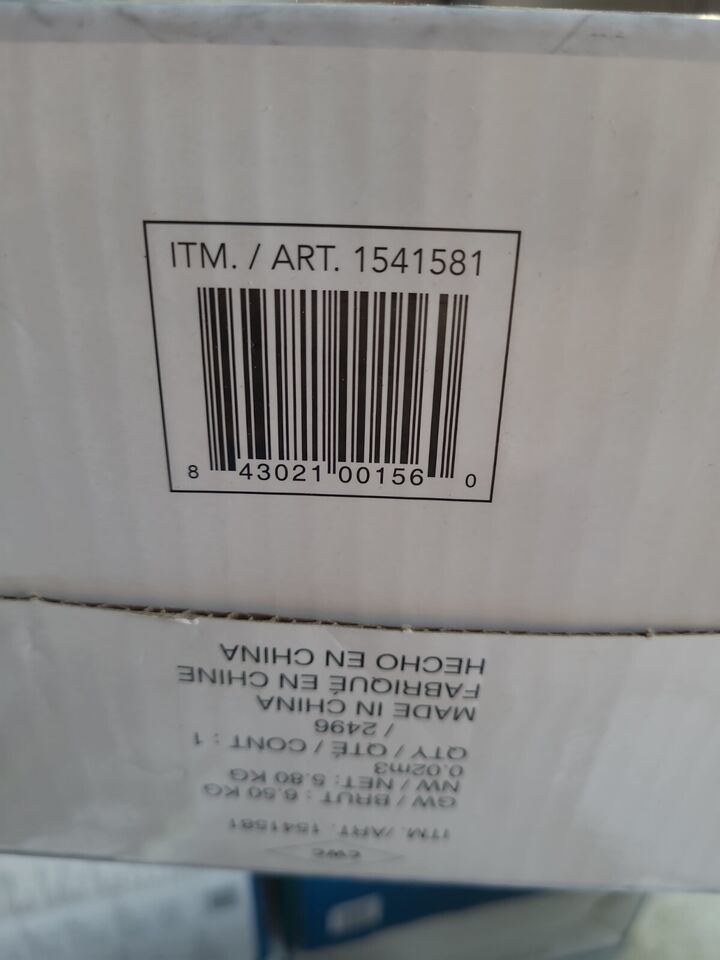 ITM. / ART. 1541581
8 43021 00156 0
CWC
ITM. /ART. 1541581
GW / BRUT : 6.50 KG
NW / NET: 5.80 KG
0.02m3
QTY / QTÉ / CONT : 1
/ 2496
MADE IN CHINA
FABRIQUÉ EN CHINE
HECHO EN CHINA